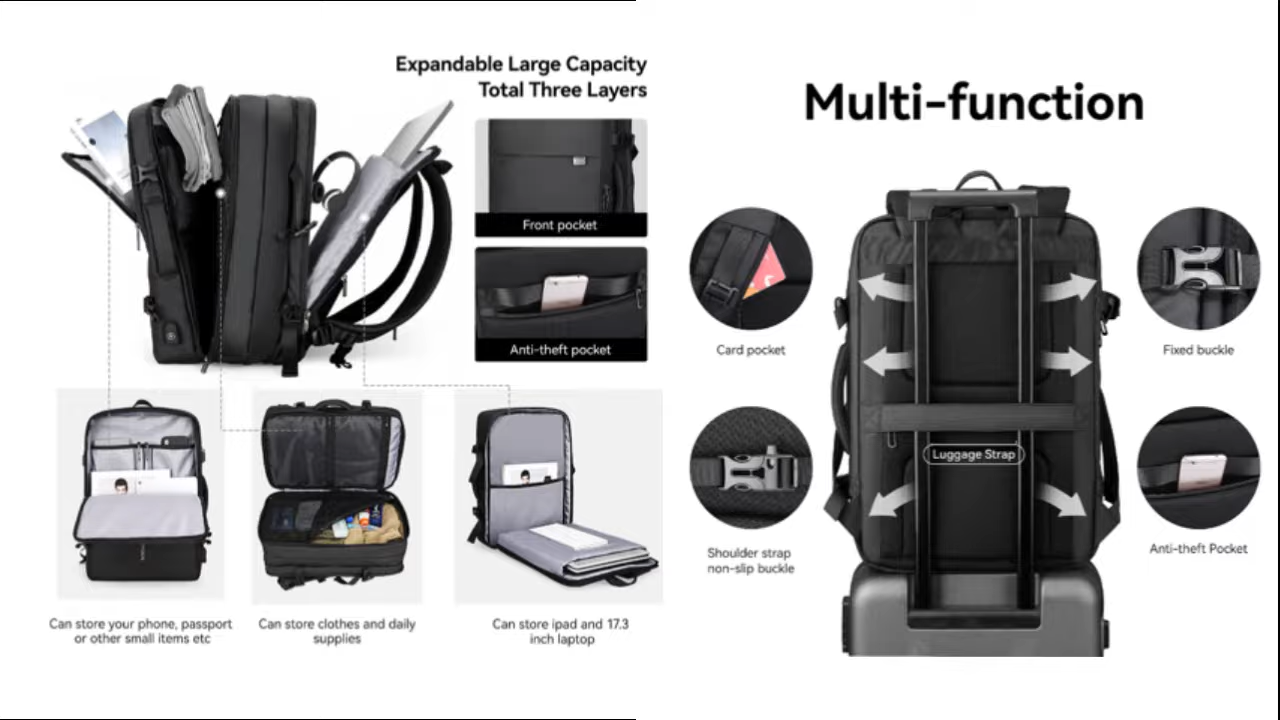 Expandable Large Capacity
Total Three Layers
Front pocket
Anti-theft pocket
Can store your phone, passport
or other small items etc
Can store clothes and daily
supplies
Can store ipad and 17.3
inch laptop
Multi-function
Card pocket
Fixed buckle
Luggage Strap
Shoulder strap
non-slip buckle
Anti-theft Pocket